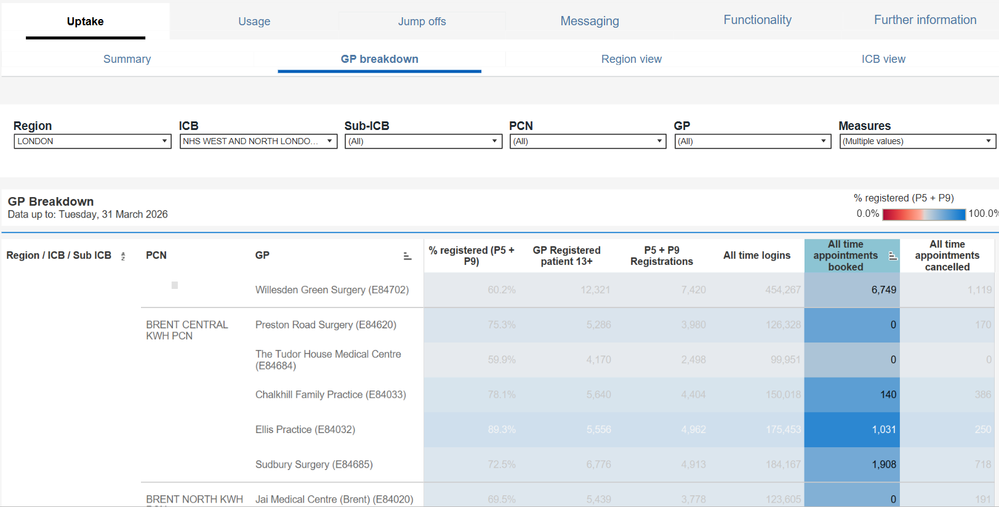 Uptake Usage Jump offs Messaging Functionality Further information
Summary GP breakdown Region view ICB view
Region ICB Sub-ICB PCN GP Measures
LONDON NHS WEST AND NORTH LONDO... (All) (All) (All) (Multiple values)
GP Breakdown
Data up to: Tuesday, 31 March 2026
% registered (P5 + P9)
0.0% 100.0%
Region / ICB / Sub ICB PCN GP
% registered (P5 +
P9)
GP Registered
patient 13+
P5 + P9
Registrations
All time logins
All time
appointments
booked
All time
appointments
cancelled
Willesden Green Surgery (E84702) 60.2% 12,321 7,420 454,267 6,749 1,119
BRENT CENTRAL
KWH PCN
Preston Road Surgery (E84620) 75.3% 5,286 3,980 126,328 0 170
The Tudor House Medical Centre
(E84684)
59.9% 4,170 2,498 99,951 0 0
Chalkhill Family Practice (E84033) 78.1% 5,640 4,404 150,018 140 386
Ellis Practice (E84032) 89.3% 5,556 4,962 175,453 1,031 250
Sudbury Surgery (E84685) 72.5% 6,776 4,913 184,167 1,908 718
BRENT NORTH KWH
Jai Medical Centre (Brent) (E84020) 69.5% 5,439 3,778 123,605 0 191